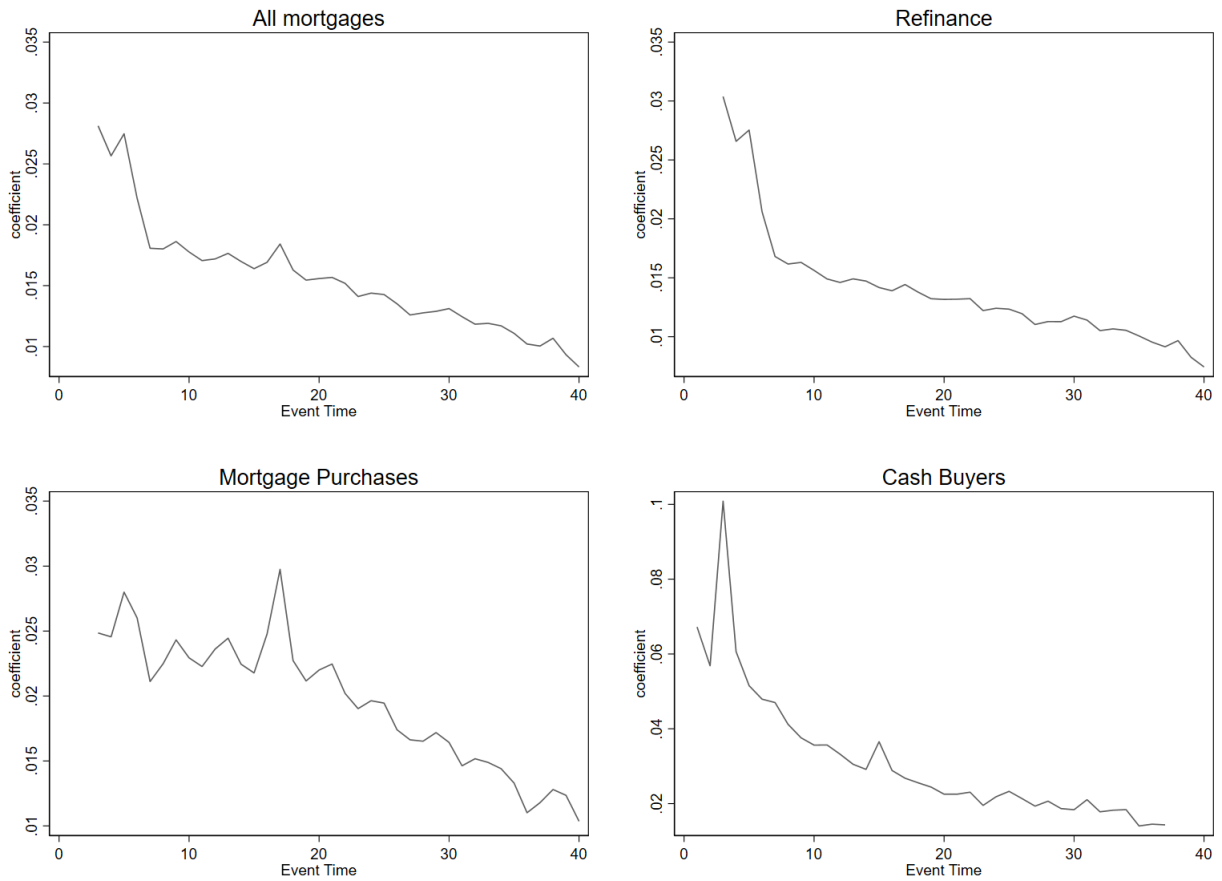 All mortgages
coefficient
.035
.03
.025
.02
.015
.01
0 10 20 30 40
Event Time
Refinance
coefficient
.035
.03
.025
.02
.015
.01
0 10 20 30 40
Event Time
Mortgage Purchases
coefficient
.035
.03
.025
.02
.015
.01
0 10 20 30 40
Event Time
Cash Buyers
coefficient
.1
.08
.06
.04
.02
0 10 20 30 40
Event Time